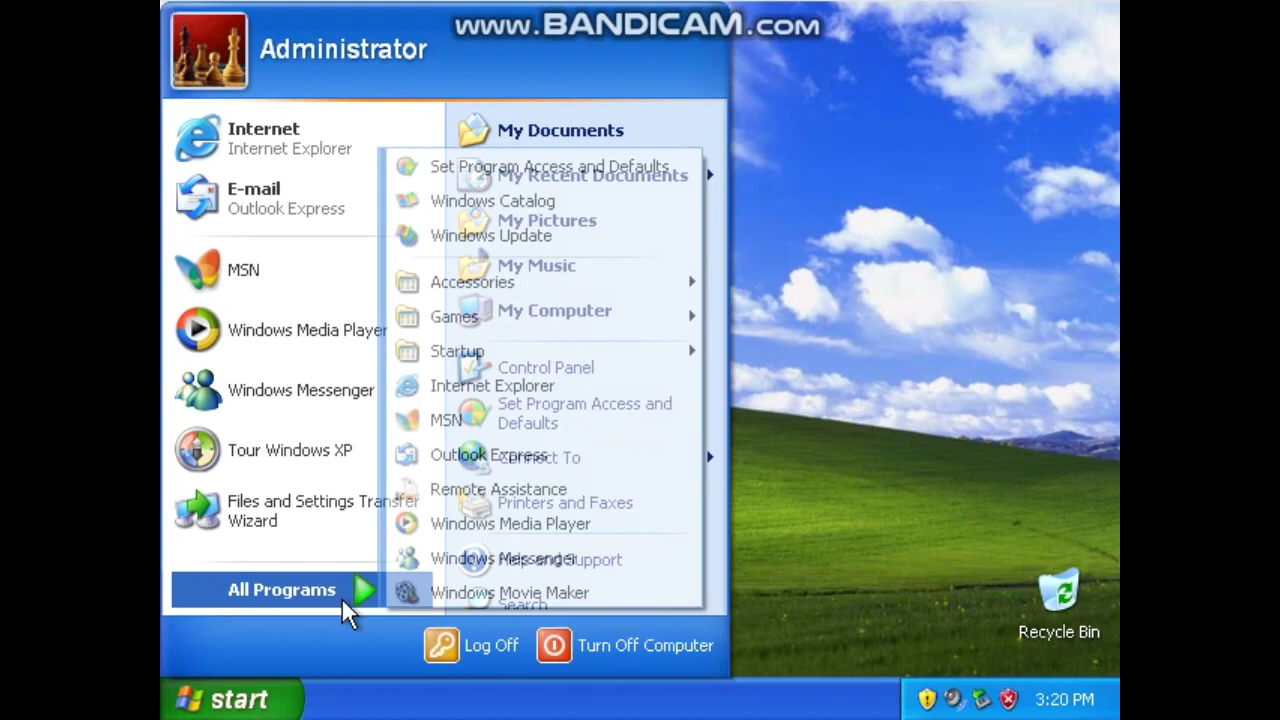 www.BANDICAM.com
Administrator
Internet
Internet Explorer
E-mail
Outlook Express
MSN
Windows Media Player
Windows Messenger
Tour Windows XP
Files and Settings Transfer
Wizard
All Programs
My Documents
My Recent Documents
My Pictures
My Music
My Computer
Control Panel
Set Program Access and
Defaults
Connect To
Printers and Faxes
Help and Support
Search
Set Program Access and Defaults
Windows Catalog
Windows Update
Accessories
Games
Startup
Internet Explorer
MSN
Outlook Express
Remote Assistance
Windows Media Player
Windows Messenger
Windows Movie Maker
Log Off
Turn Off Computer
Recycle Bin
start
3:20 PM